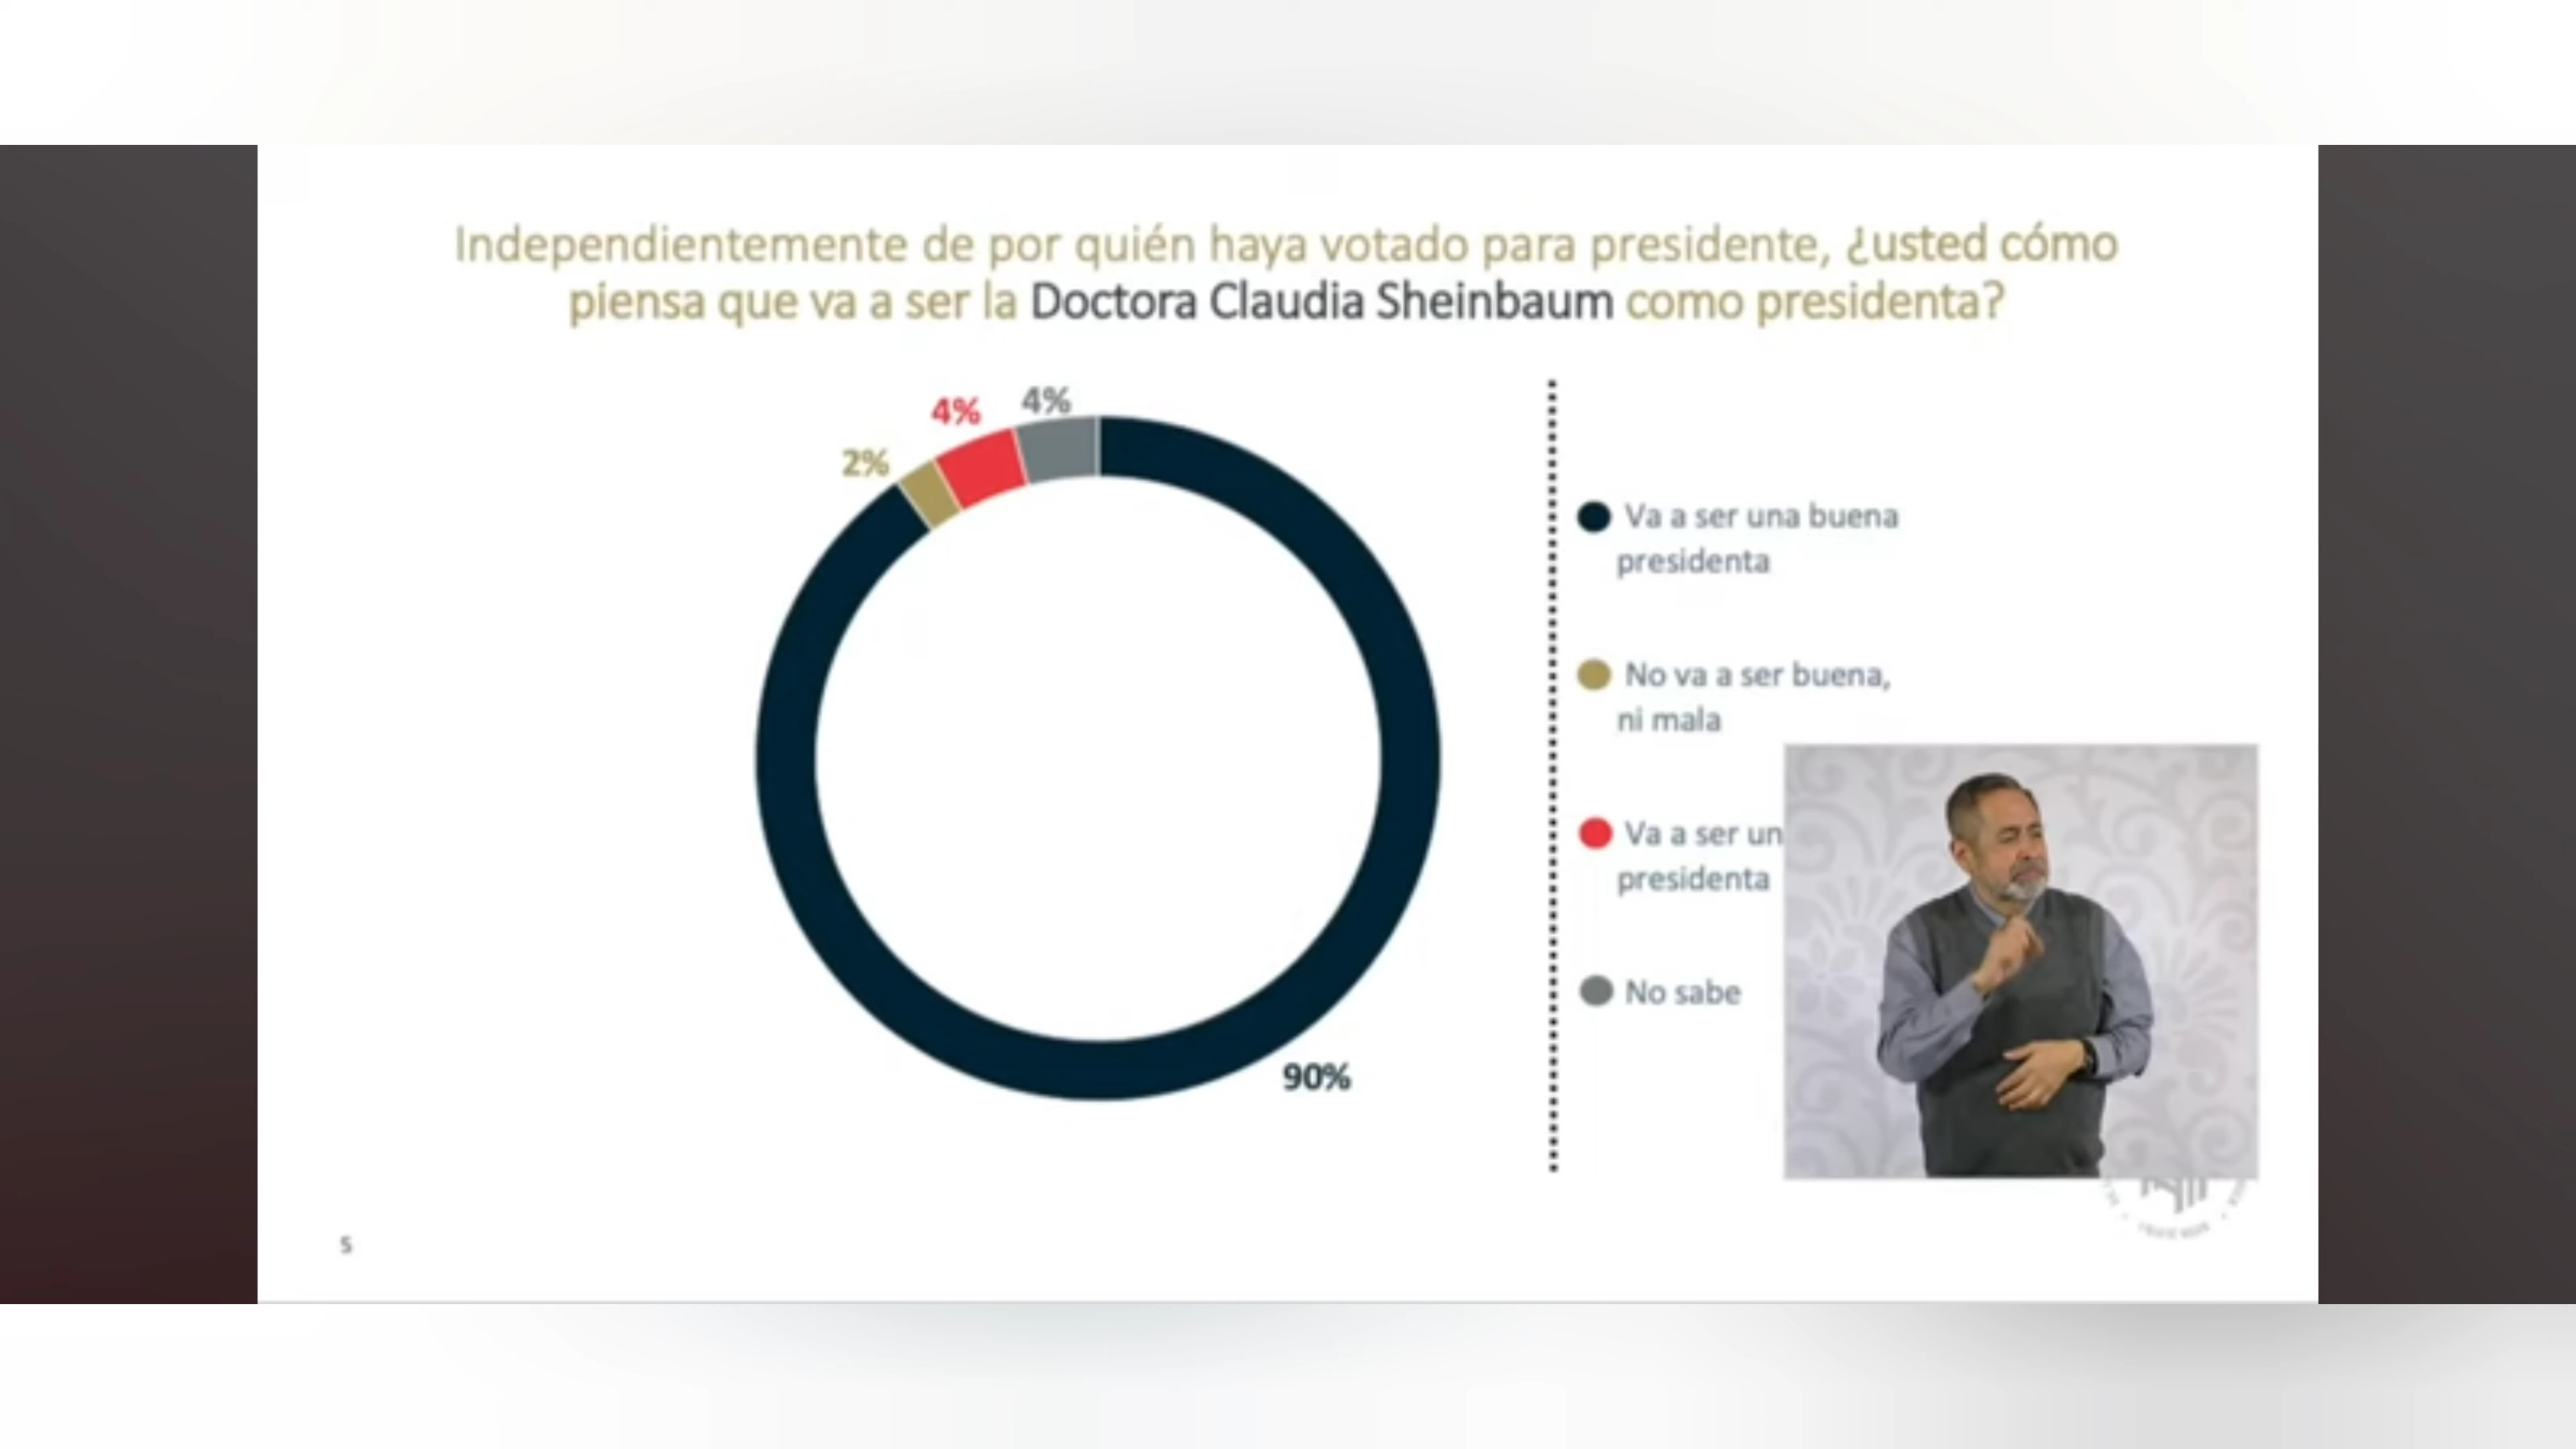 Independientemente de por quién haya votado para presidente, ¿usted cómo
piensa que va a ser la Doctora Claudia Sheinbaum como presidenta?
4%
4%
2%
90%
Va a ser una buena
presidenta
No va a ser buena,
ni mala
Va a ser un
presidenta
No sabe
5